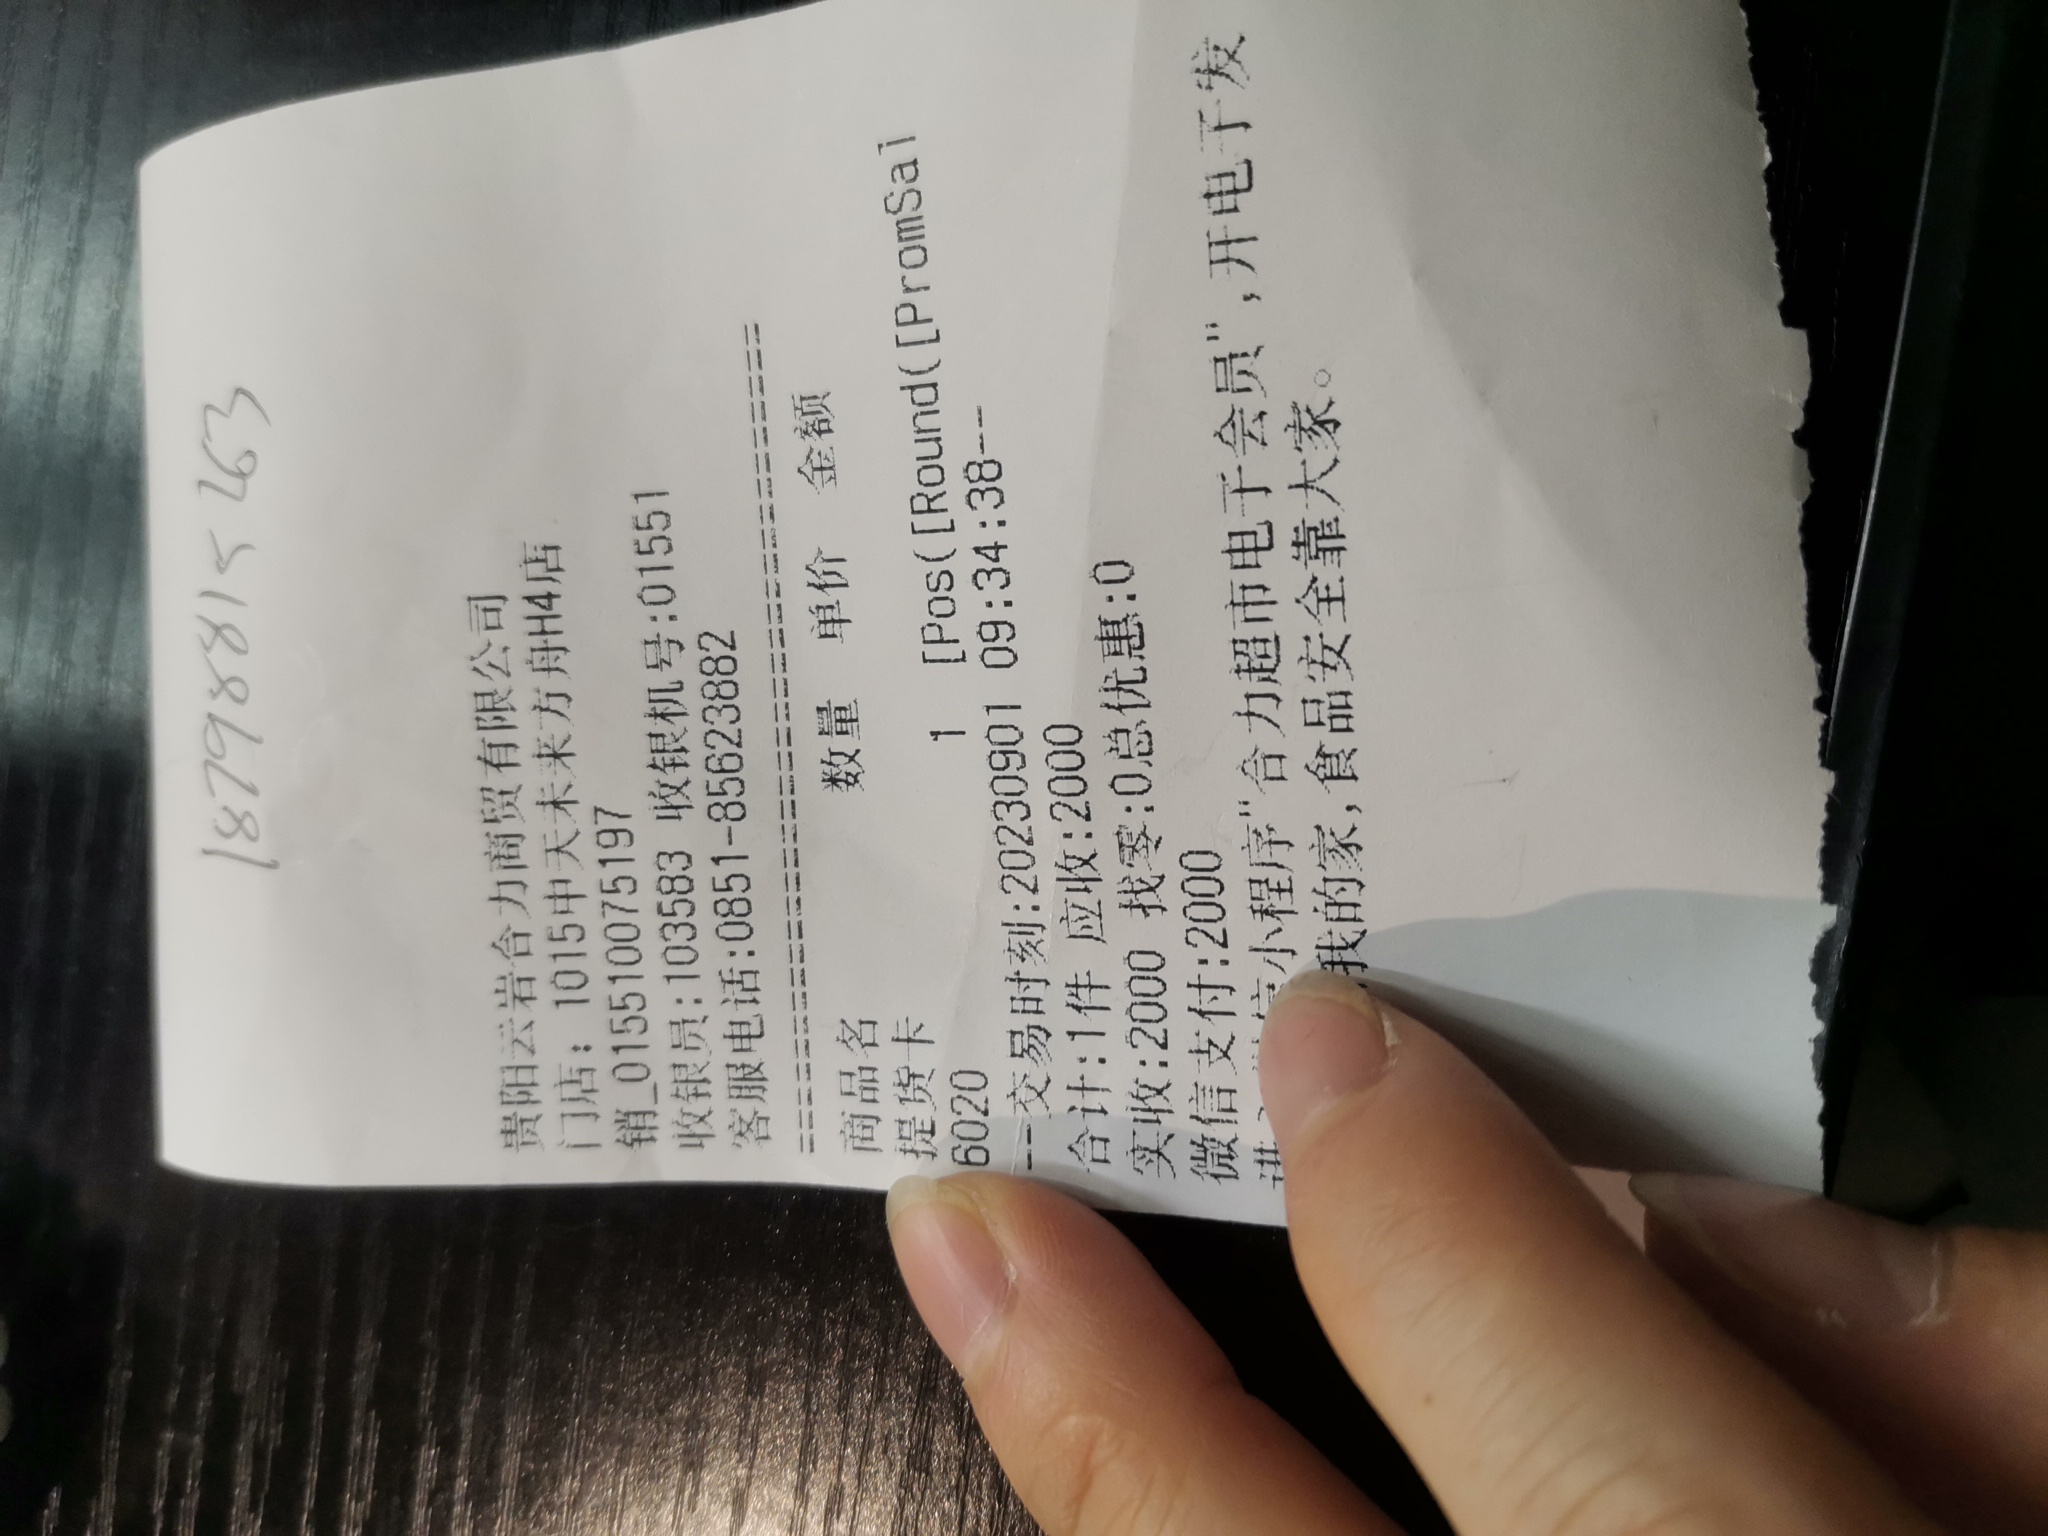 18798815263
贵阳云岩合力商贸有限公司
门店：1015中天未来方舟H4店
销_015510075197
收银员:103583 收银机号:01551
客服电话:0851-85623882
================================
商品名 数量 单价 金额
提货卡
6020 1 [Pos([Round([PromSal
---交易时刻:20230901 09:34:38---
合计:1件 应收:2000
实收:2000 找零:0总优惠:0
微信支付:2000
小程序"合力超市电子会员",开电子发
我的家,食品安全靠大家。